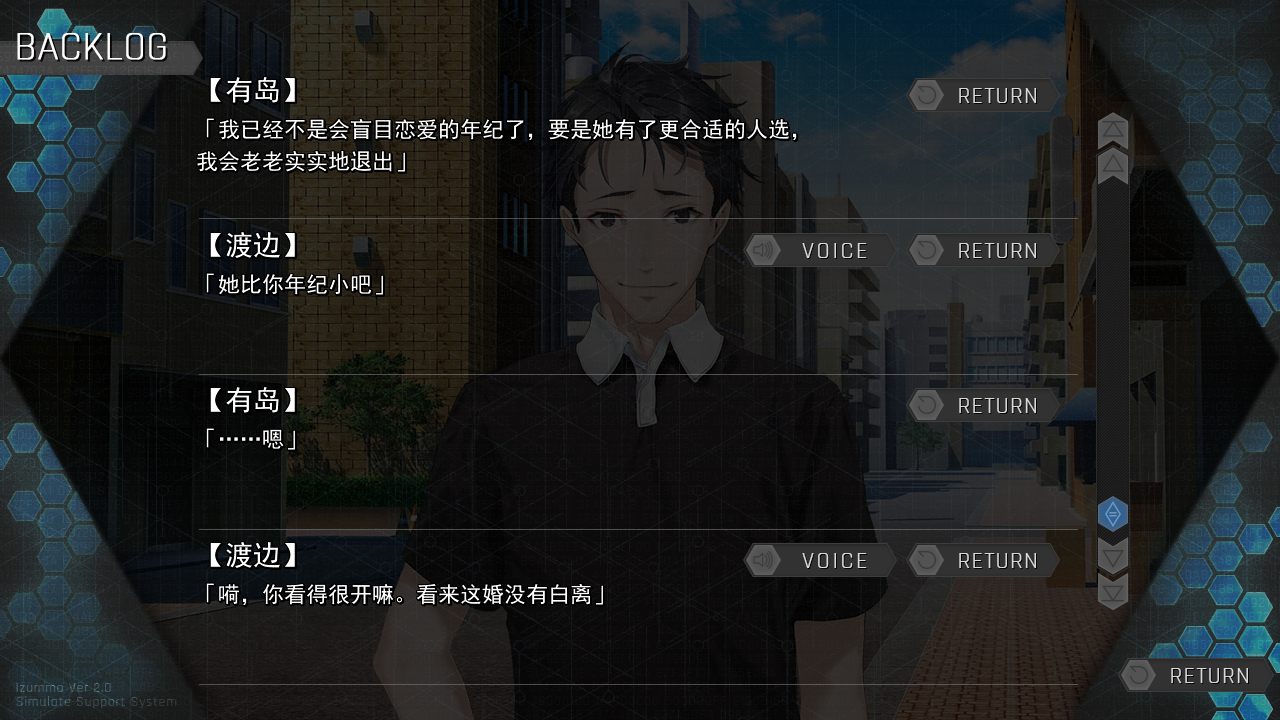 BACKLOG
【有岛】
RETURN
「我已经不是会盲目恋爱的年纪了，要是她有了更合适的人选，
我会老老实实地退出」
【渡边】
VOICE
RETURN
「她比你年纪小吧」
【有岛】
RETURN
「……嗯」
【渡边】
VOICE
RETURN
「嗬，你看得很开嘛。看来这婚没有白离」
RETURN
Izumma Ver 2.0
Simulate Support System